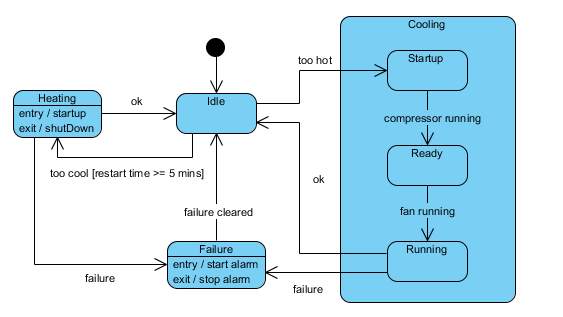 Cooling
too hot
Startup
Heating
entry / startup
exit / shutDown
ok
Idle
compressor running
Ready
too cool [restart time >= 5 mins]
ok
failure cleared
fan running
Failure
entry / start alarm
exit / stop alarm
Running
failure
failure